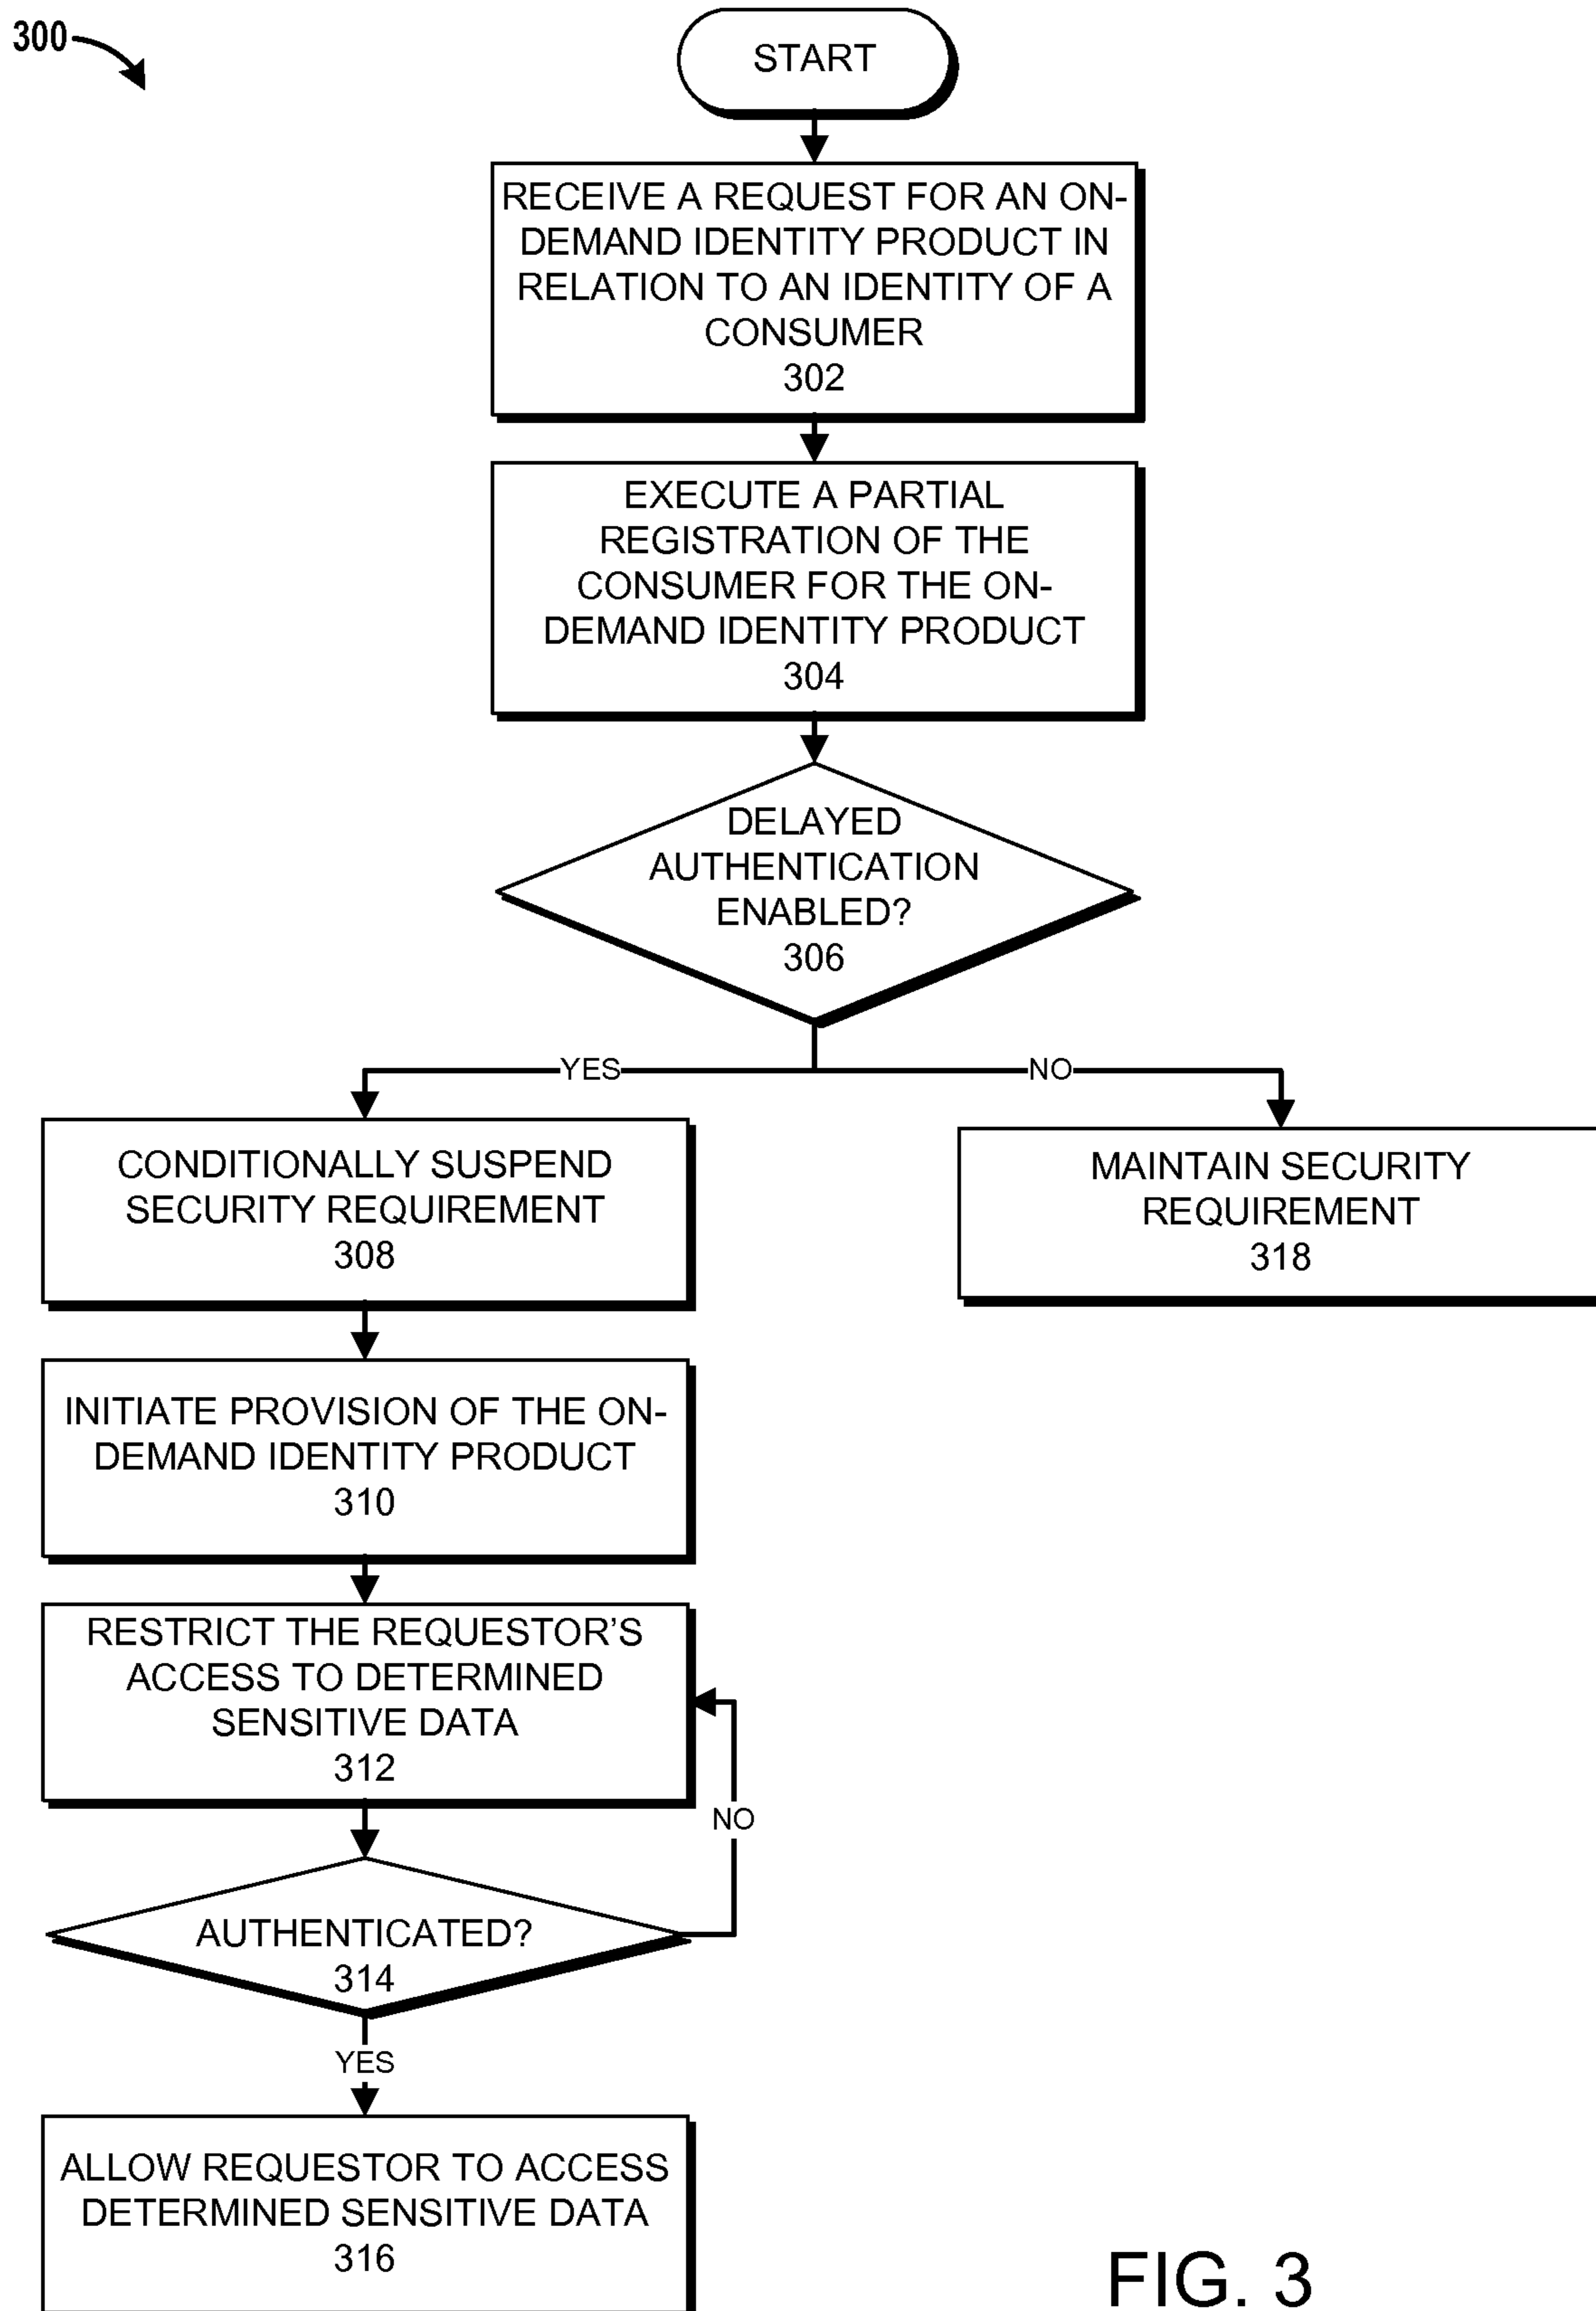 300
START
RECEIVE A REQUEST FOR AN ON-
DEMAND IDENTITY PRODUCT IN
RELATION TO AN IDENTITY OF A
CONSUMER
302
EXECUTE A PARTIAL
REGISTRATION OF THE
CONSUMER FOR THE ON-
DEMAND IDENTITY PRODUCT
304
DELAYED
AUTHENTICATION
ENABLED?
306
YES
NO
CONDITIONALLY SUSPEND
SECURITY REQUIREMENT
308
MAINTAIN SECURITY
REQUIREMENT
318
INITIATE PROVISION OF THE ON-
DEMAND IDENTITY PRODUCT
310
RESTRICT THE REQUESTOR’S
ACCESS TO DETERMINED
SENSITIVE DATA
312
NO
AUTHENTICATED?
314
YES
ALLOW REQUESTOR TO ACCESS
DETERMINED SENSITIVE DATA
316
FIG. 3